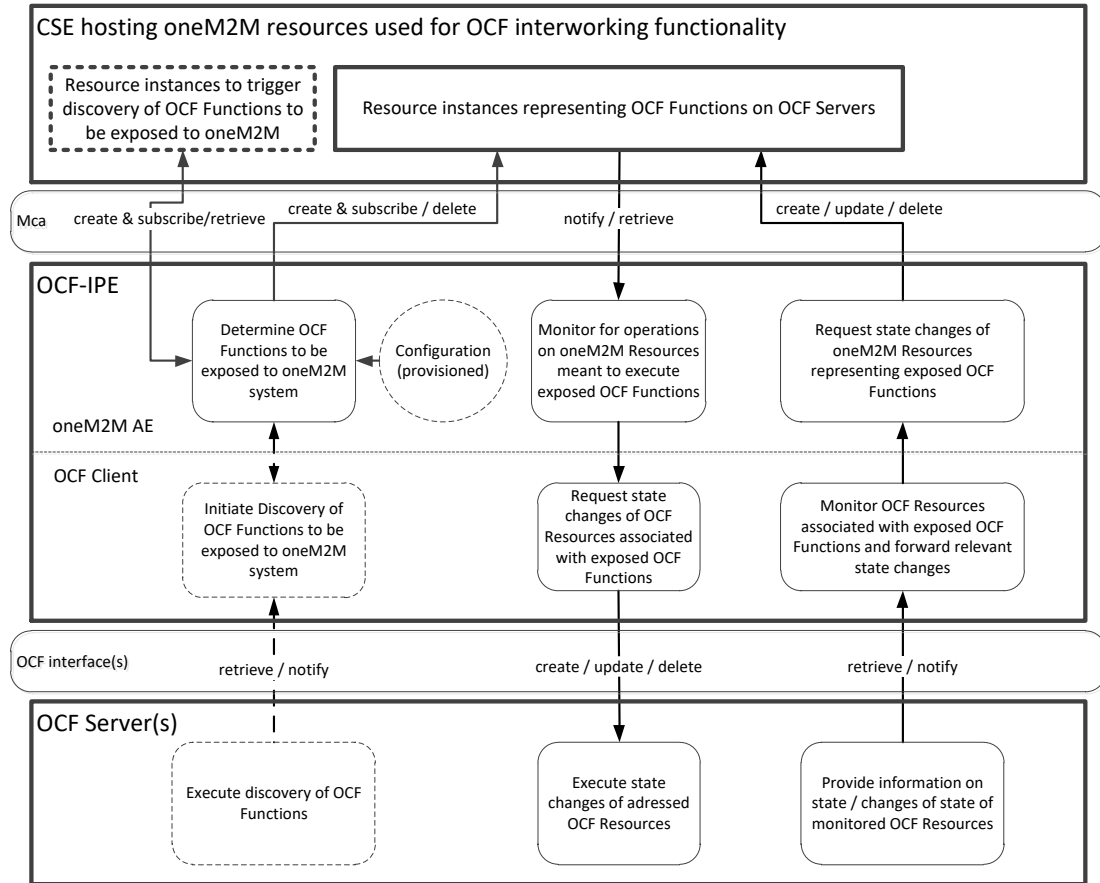 CSE hosting oneM2M resources used for OCF interworking functionality
Resource instances to trigger
discovery of OCF Functions to
be exposed to oneM2M
Resource instances representing OCF Functions on OCF Servers
Mca
create & subscribe/retrieve
create & subscribe / delete
notify / retrieve
create / update / delete
OCF-IPE
Determine OCF
Functions to be
exposed to oneM2M
system
Configuration
(provisioned)
Monitor for operations
on oneM2M Resources
meant to execute
exposed OCF Functions
Request state changes of
oneM2M Resources
representing exposed OCF
Functions
oneM2M AE
OCF Client
Initiate Discovery of
OCF Functions to be
exposed to oneM2M
system
Request state
changes of OCF
Resources associated
with exposed OCF
Functions
Monitor OCF Resources
associated with exposed OCF
Functions and forward relevant
state changes
OCF interface(s)
retrieve / notify
create / update / delete
retrieve / notify
OCF Server(s)
Execute discovery of OCF
Functions
Execute state
changes of adressed
OCF Resources
Provide information on
state / changes of state of
monitored OCF Resources